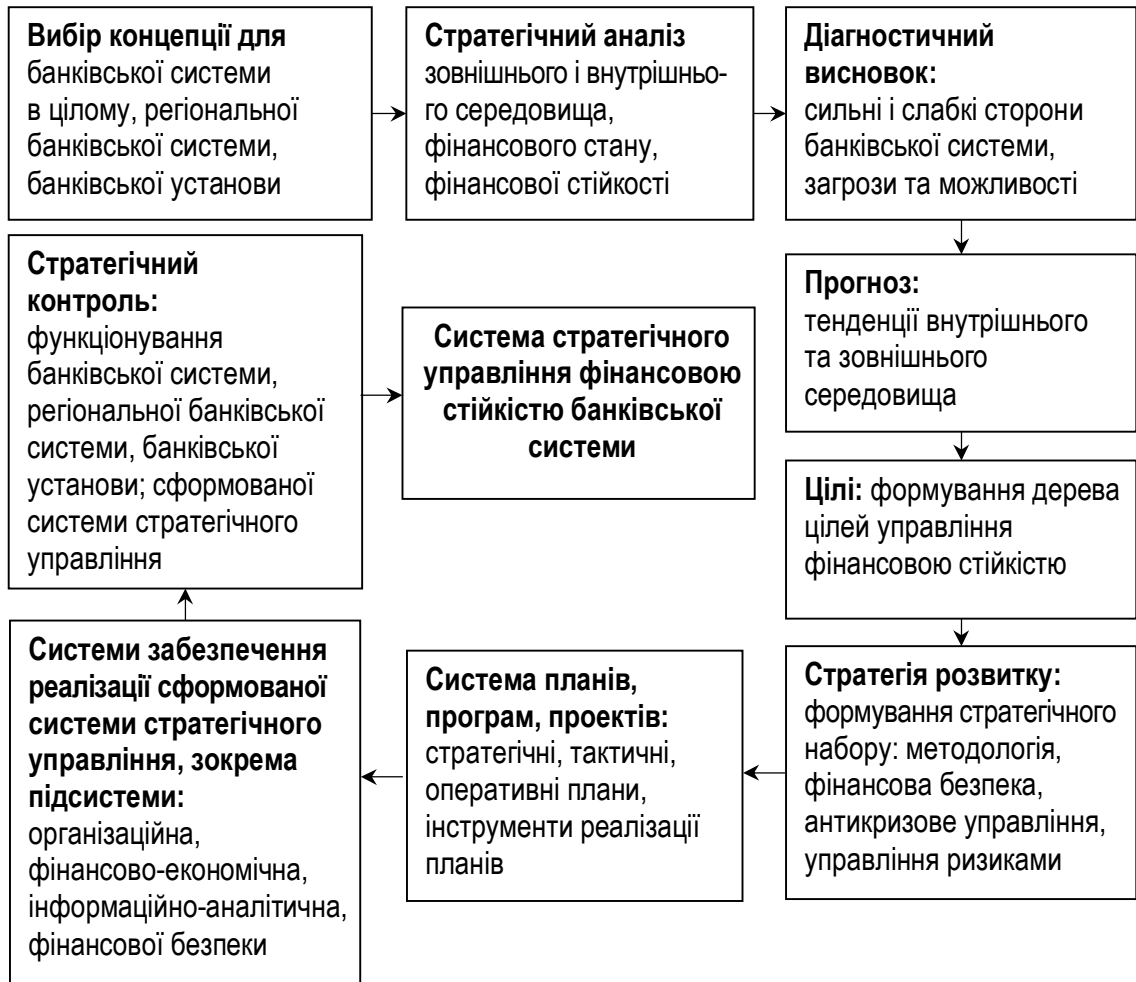 Вибір концепції для
банківської системи
в цілому, регіональної
банківської системи,
банківської установи
Стратегічний аналіз
зовнішнього і внутрішньо-
го середовища,
фінансового стану,
фінансової стійкості
Діагностичний
висновок:
сильні і слабкі сторони
банківської системи,
загрози та можливості
Прогноз:
тенденції внутрішнього
та зовнішнього
середовища
Цілі: формування дерева
цілей управління
фінансовою стійкістю
Стратегія розвитку:
формування стратегічного
набору: методологія,
фінансова безпека,
антикризове управління,
управління ризиками
Система планів,
програм, проектів:
стратегічні, тактичні,
оперативні плани,
інструменти реалізації
планів
Системи забезпечення
реалізації сформованої
системи стратегічного
управління, зокрема
підсистеми:
організаційна,
фінансово-економічна,
інформаційно-аналітична,
фінансової безпеки
Стратегічний
контроль:
функціонування
банківської системи,
регіональної банківської
системи, банківської
установи; сформованої
системи стратегічного
управління
Система стратегічного
управління фінансовою
стійкістю банківської
системи